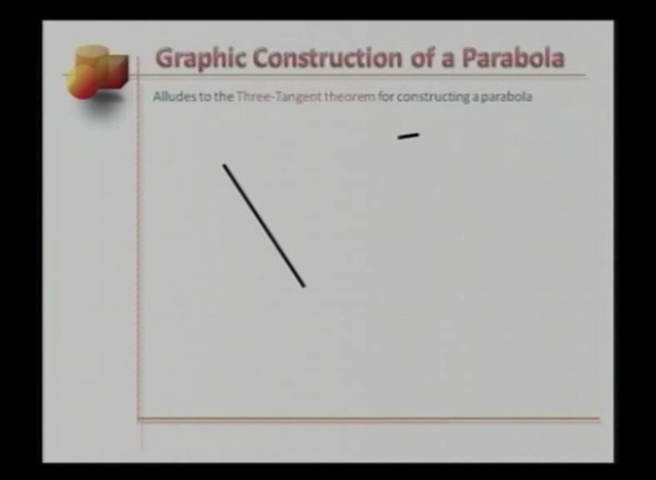 Graphic Construction of a Parabola
Alludes to the Three-Tangent theorem for constructing a parabola